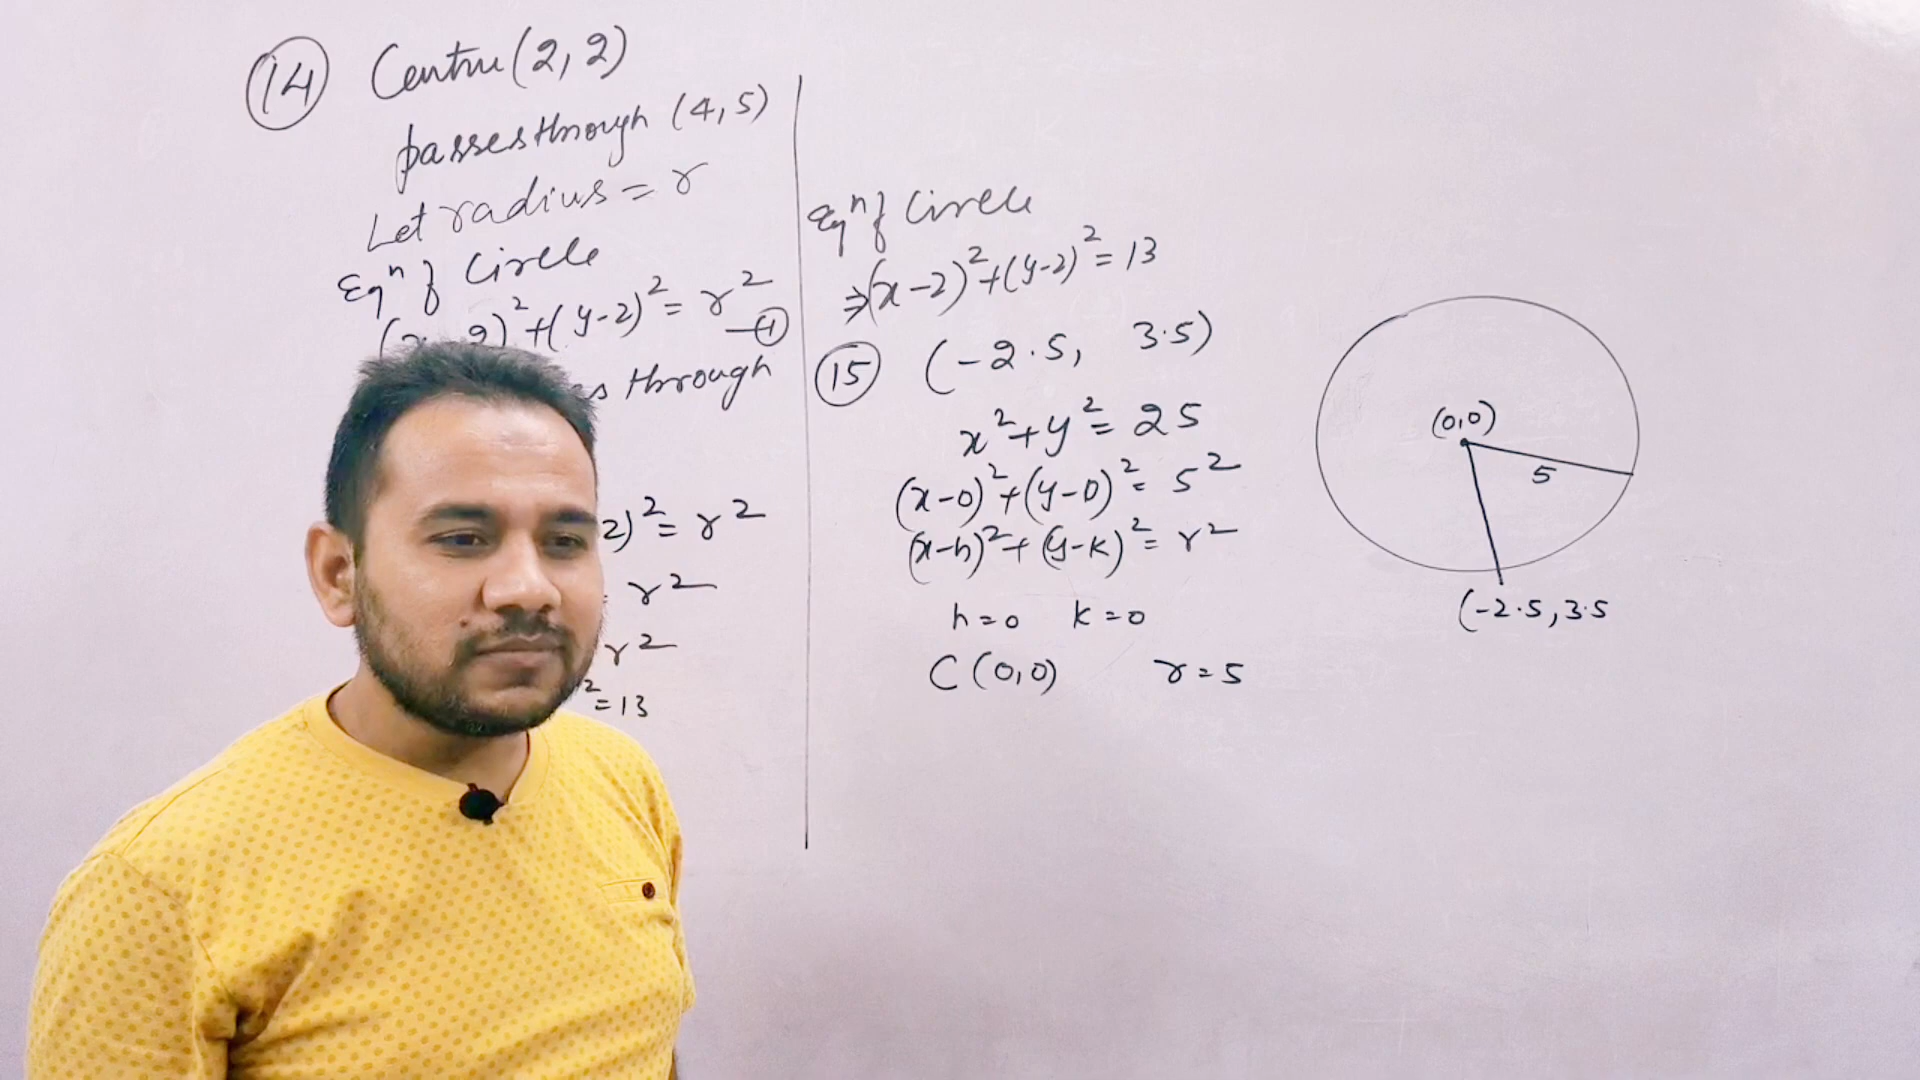 (14) Centre (2, 2)
passes through (4, 5)
Let radius = r
Eqⁿ of Circle
)² + (y-2)² = r² —(1)
s through
2)² = r²
r²
r²
² = 13
Eqⁿ of Circle
⇒ (x-2)² + (y-2)² = 13
(15) (-2.5, 3.5)
x² + y² = 25
(x-0)² + (y-0)² = 5²
(x-h)² + (y-k)² = r²
h = 0 k = 0
C (0,0) r = 5
(0,0)
5
(-2.5, 3.5